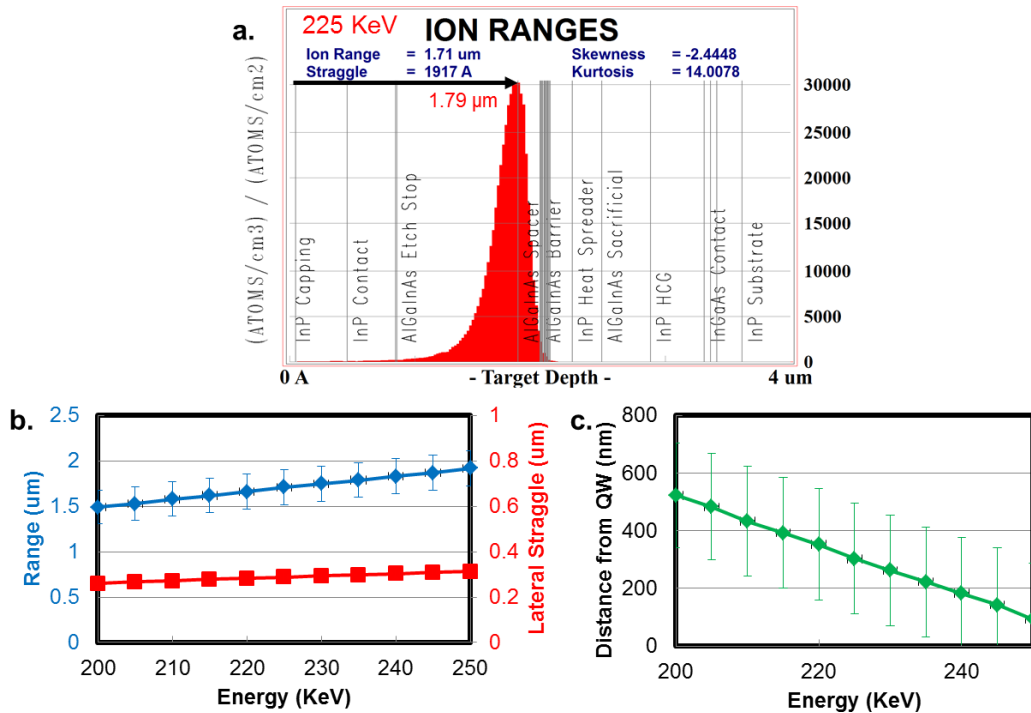 a.
225 KeV
ION RANGES
Ion Range = 1.71 um
Skewness = -2.4448
Straggle = 1917 A
Kurtosis = 14.0078
1.79 µm
(ATOMS/cm3) / (ATOMS/cm2)
30000
25000
20000
15000
10000
5000
0
InP Capping
InP Contact
AlGaInAs Etch Stop
AlGaInAs Spacer
AlGaInAs Barrier
InP Heat Spreader
AlGaInAs Sacrificial
InP HCG
InGaAs Contact
InP Substrate
0 A
- Target Depth -
4 um
b.
Range (um)
2.5
2
1.5
1
0.5
0
200 210 220 230 240 250
Energy (KeV)
1
0.8
0.6
0.4
0.2
0
Lateral Straggle (um)
c.
Distance from QW (nm)
800
600
400
200
0
200 220 240
Energy (KeV)